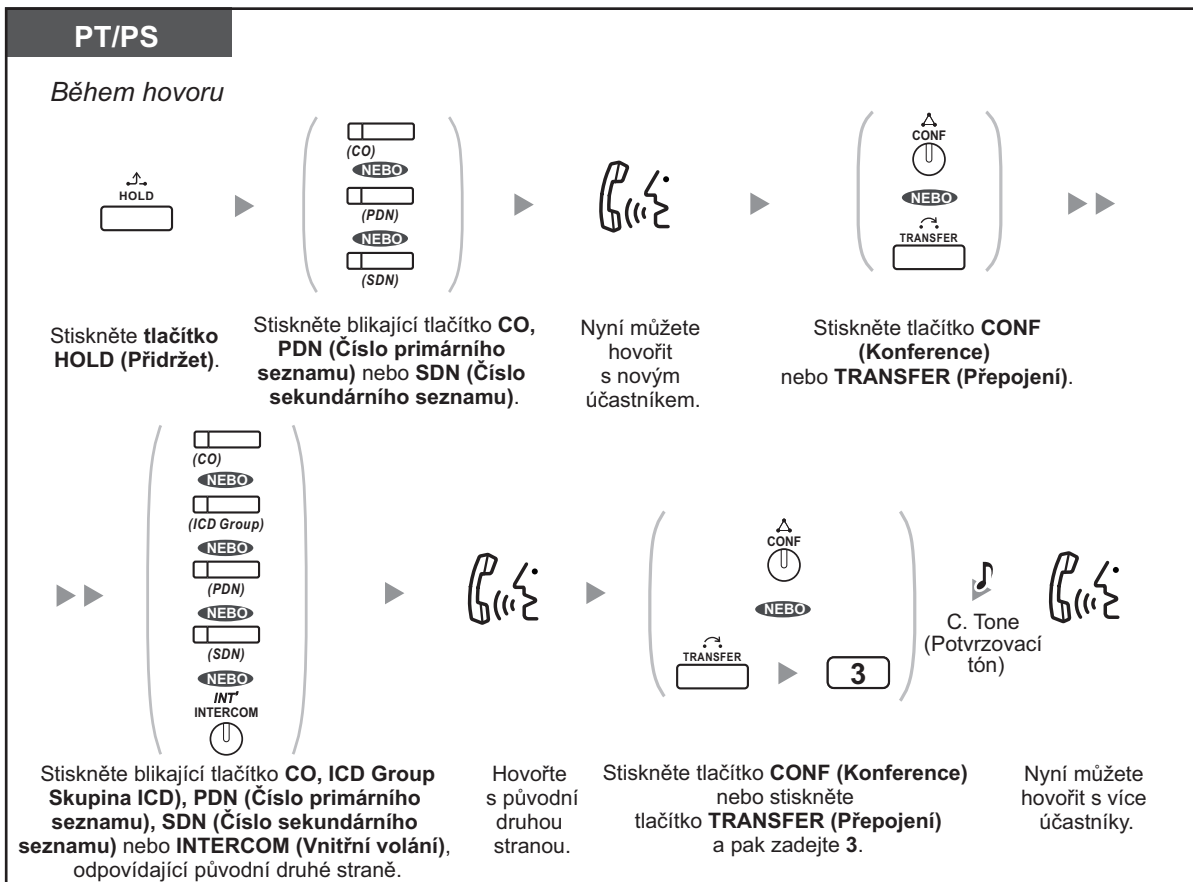 PT/PS
Během hovoru
HOLD
(CO)
NEBO
(PDN)
NEBO
(SDN)
CONF
NEBO
TRANSFER
Stiskněte tlačítko
HOLD (Přidržet).
Stiskněte blikající tlačítko CO,
PDN (Číslo primárního
seznamu) nebo SDN (Číslo
sekundárního seznamu).
Nyní můžete
hovořit
s novým
účastníkem.
Stiskněte tlačítko CONF
(Konference)
nebo TRANSFER (Přepojení).
(CO)
NEBO
(ICD Group)
NEBO
(PDN)
NEBO
(SDN)
NEBO
INT'
INTERCOM
CONF
NEBO
TRANSFER
3
C. Tone
(Potvrzovací
tón)
Stiskněte blikající tlačítko CO, ICD Group
Skupina ICD), PDN (Číslo primárního
seznamu), SDN (Číslo sekundárního
seznamu) nebo INTERCOM (Vnitřní volání),
odpovídající původní druhé straně.
Hovořte
s původní
druhou
stranou.
Stiskněte tlačítko CONF (Konference)
nebo stiskněte
tlačítko TRANSFER (Přepojení)
a pak zadejte 3.
Nyní můžete
hovořit s více
účastníky.